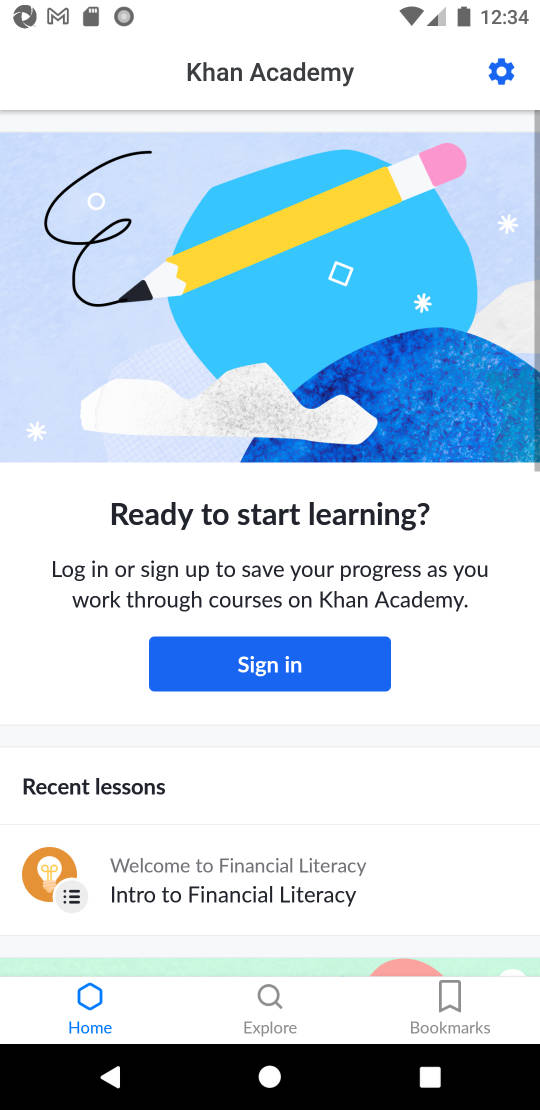 12:34
Khan Academy
Ready to start learning?
Log in or sign up to save your progress as you
work through courses on Khan Academy.
Sign in
Recent lessons
Welcome to Financial Literacy
Intro to Financial Literacy
Home
Explore
Bookmarks